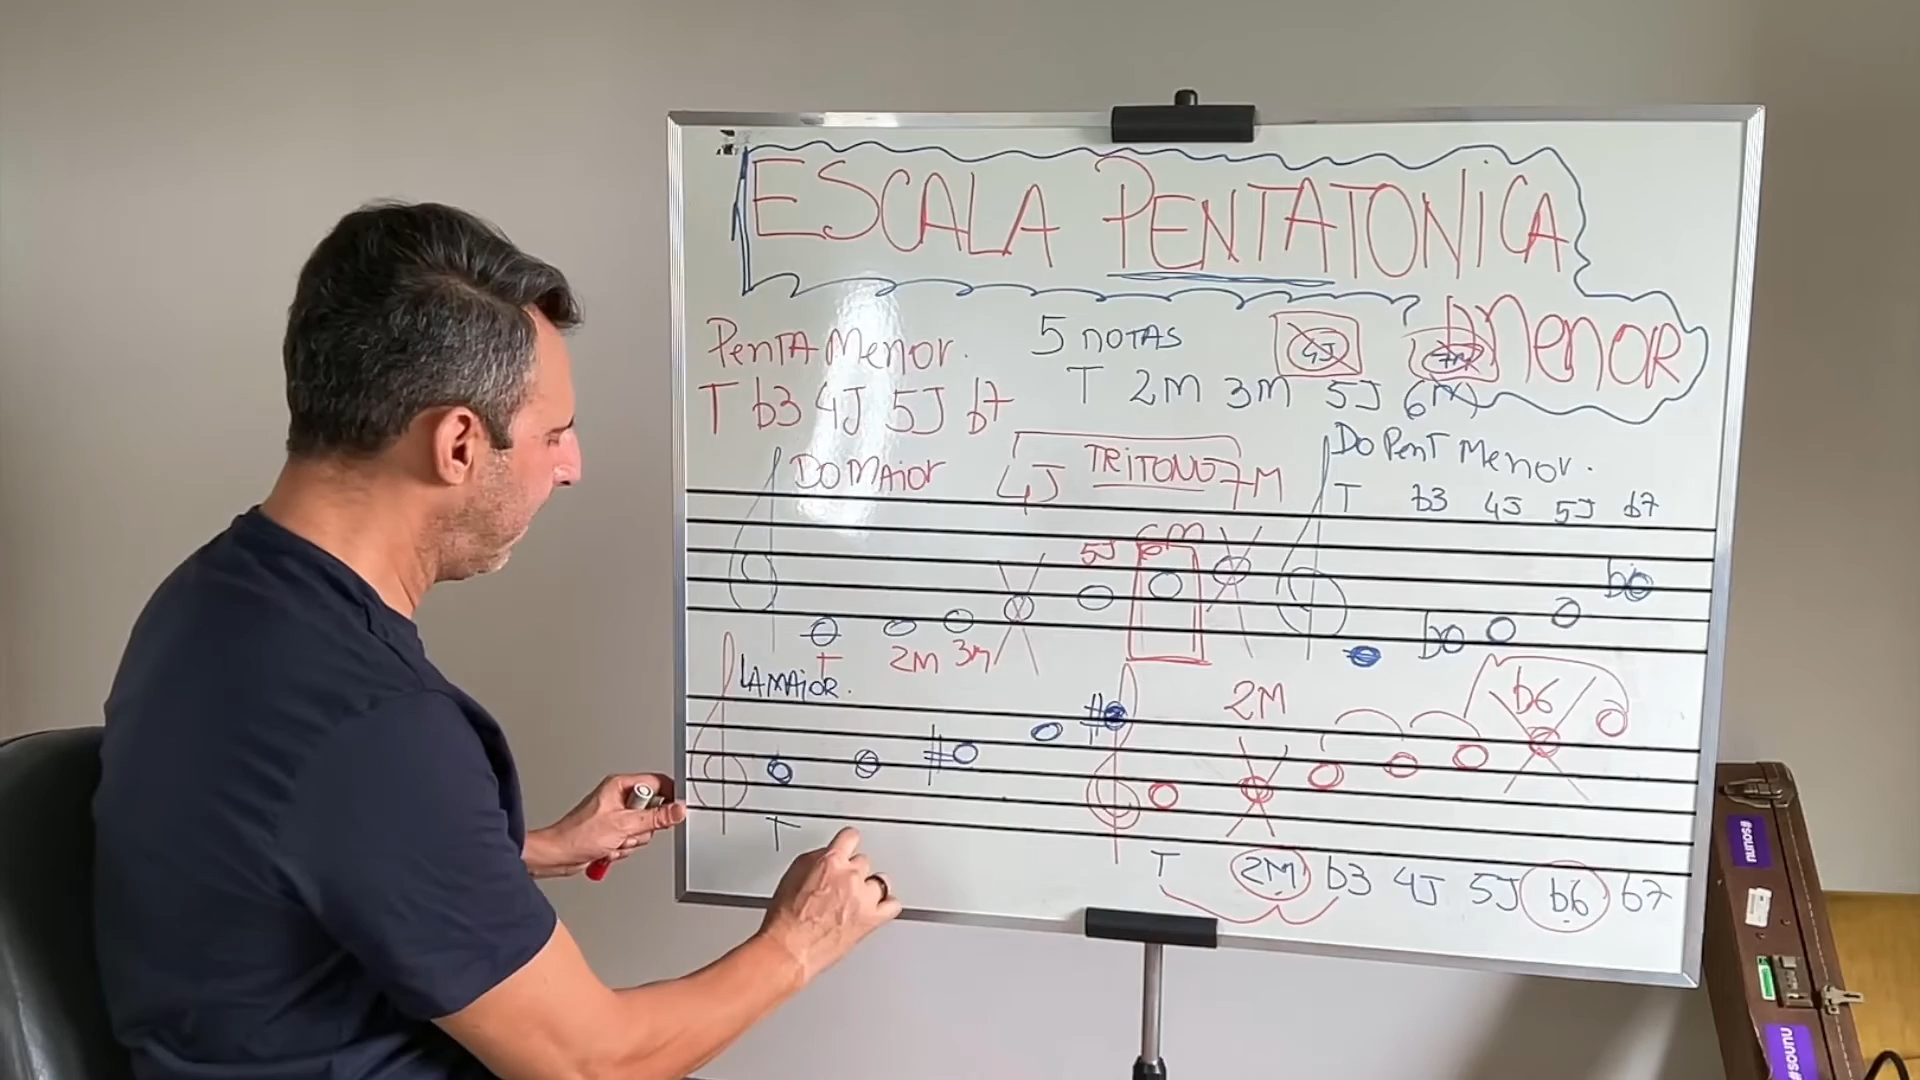 ESCALA PENTATONICA
MENOR
PENTA MENOR.
T b3 4J 5J b7
5 NOTAS
4J 7M
T 2M 3M 5J 6M
DO MAIOR
4J TRITONO 7M
DO PENT MENOR.
T b3 4J 5J b7
5J 6M
T 2M 3M
LA MAIOR.
T
2M b6
T 2M b3 4J 5J b6 b7
#sounu
#sounu